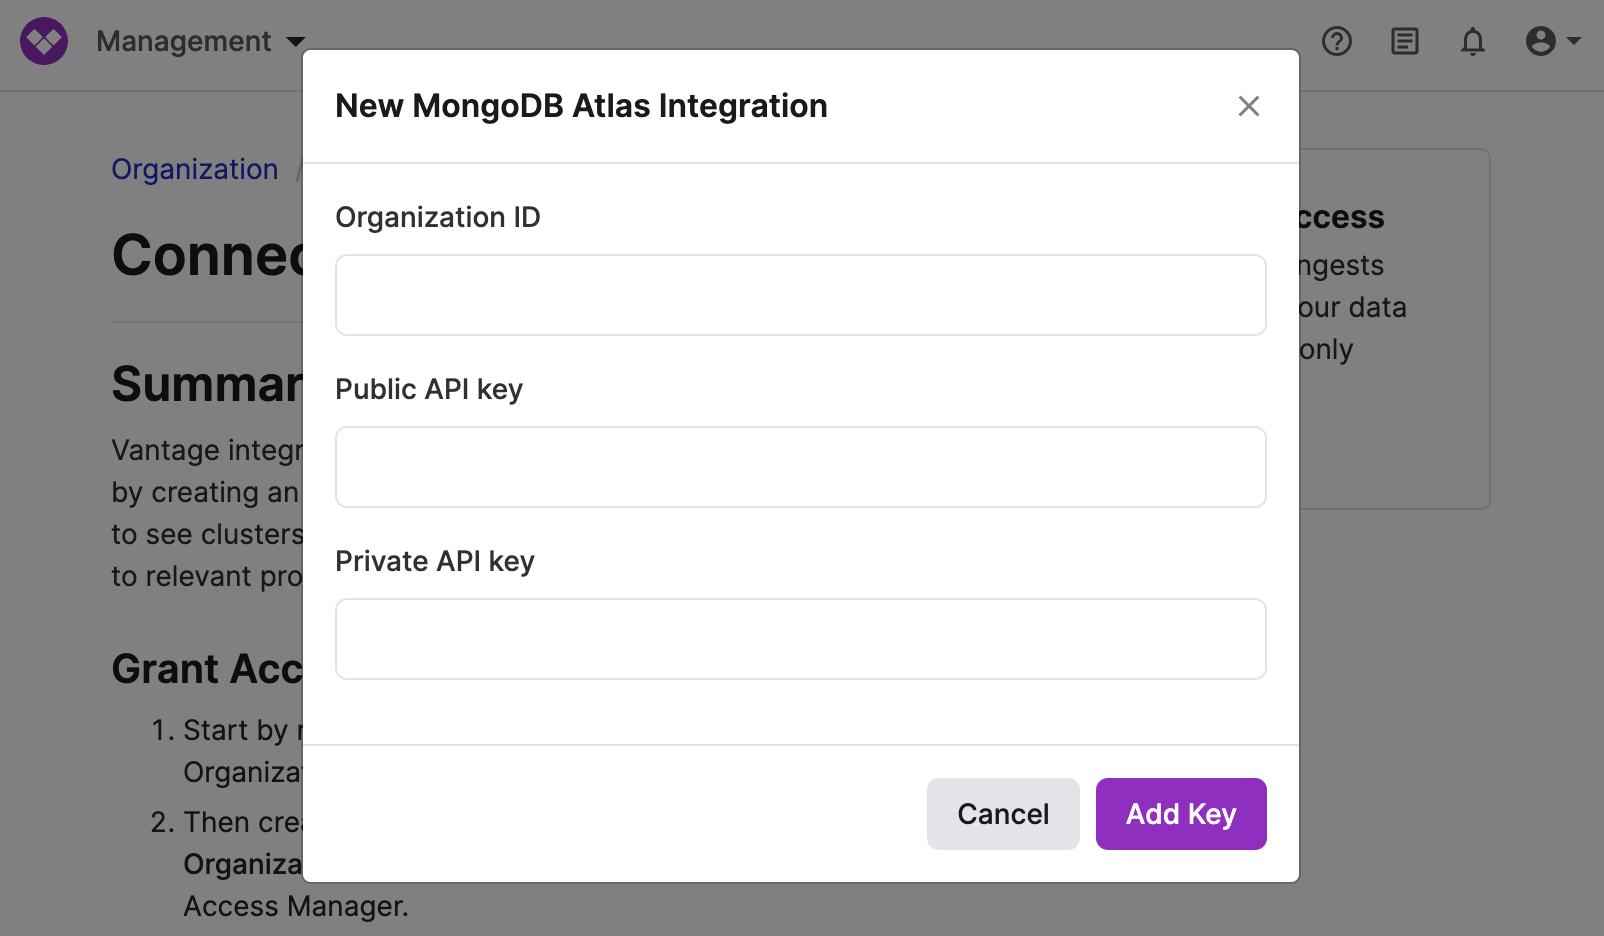 Management
New MongoDB Atlas Integration
Organization /
Organization ID
Public API key
Private API key
Summar
Vantage integr
by creating an
to see clusters
to relevant pro
Grant Acc
1. Start by
Organiza
2. Then crea
Organiza
Access Manager.
ccess
ngests
our data
only
Connec
Cancel
Add Key